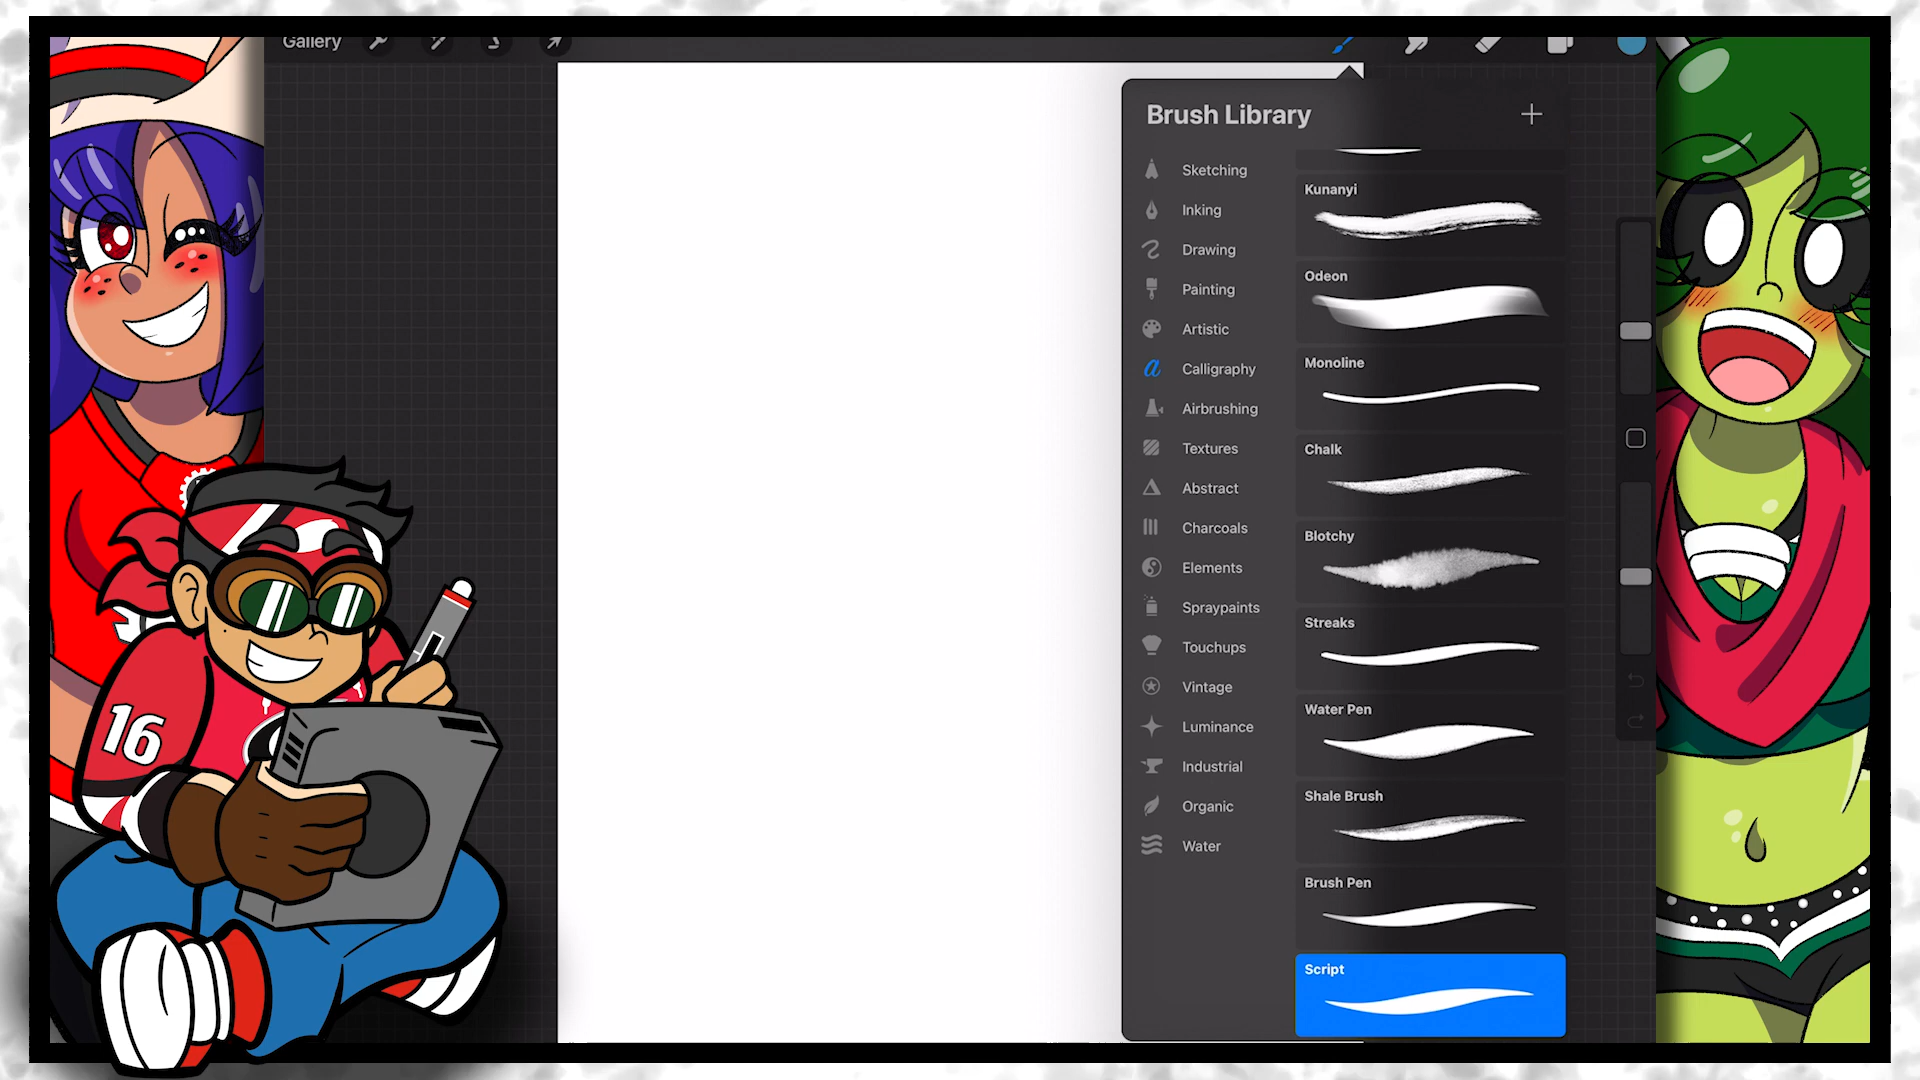 Gallery
Brush Library
Sketching
Inking
Drawing
Painting
Artistic
Calligraphy
Airbrushing
Textures
Abstract
Charcoals
Elements
Spraypaints
Touchups
Vintage
Luminance
Industrial
Organic
Water
Kunanyi
Odeon
Monoline
Chalk
Blotchy
Streaks
Water Pen
Shale Brush
Brush Pen
Script
16